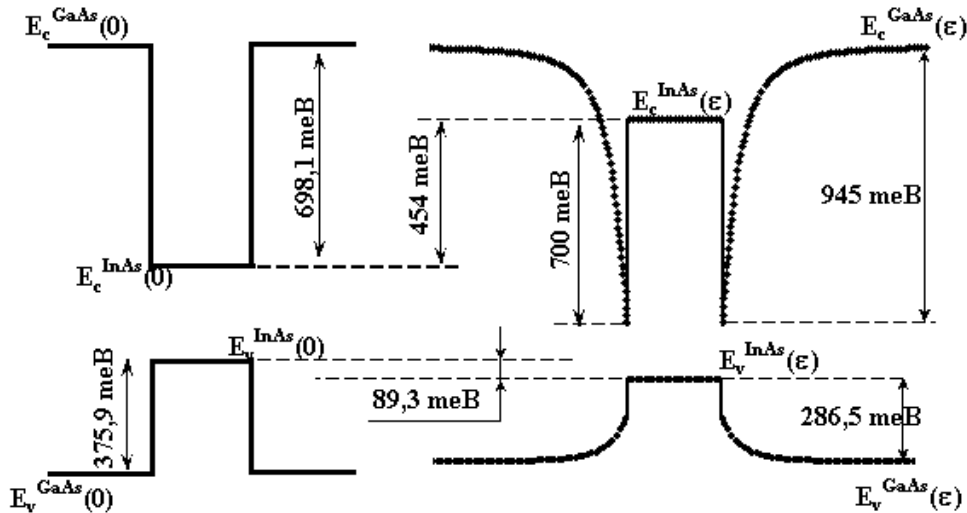 E_c^GaAs(0)
E_c^GaAs(ε)
E_c^InAs(ε)
698,1 meB
454 meB
700 meB
945 meB
E_c^InAs(0)
E_v^InAs(0)
E_v^InAs(ε)
375,9 meB
89,3 meB
286,5 meB
E_v^GaAs(0)
E_v^GaAs(ε)